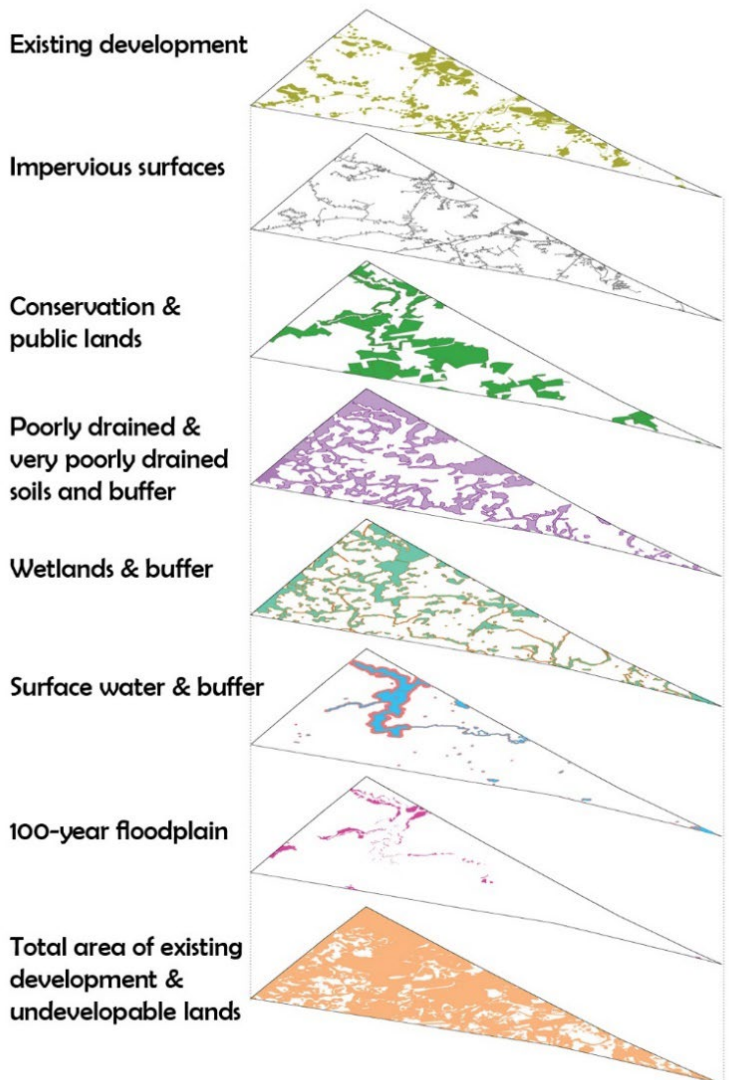 Existing development
Impervious surfaces
Conservation &
public lands
Poorly drained &
very poorly drained
soils and buffer
Wetlands & buffer
Surface water & buffer
100-year floodplain
Total area of existing
development &
undevelopable lands